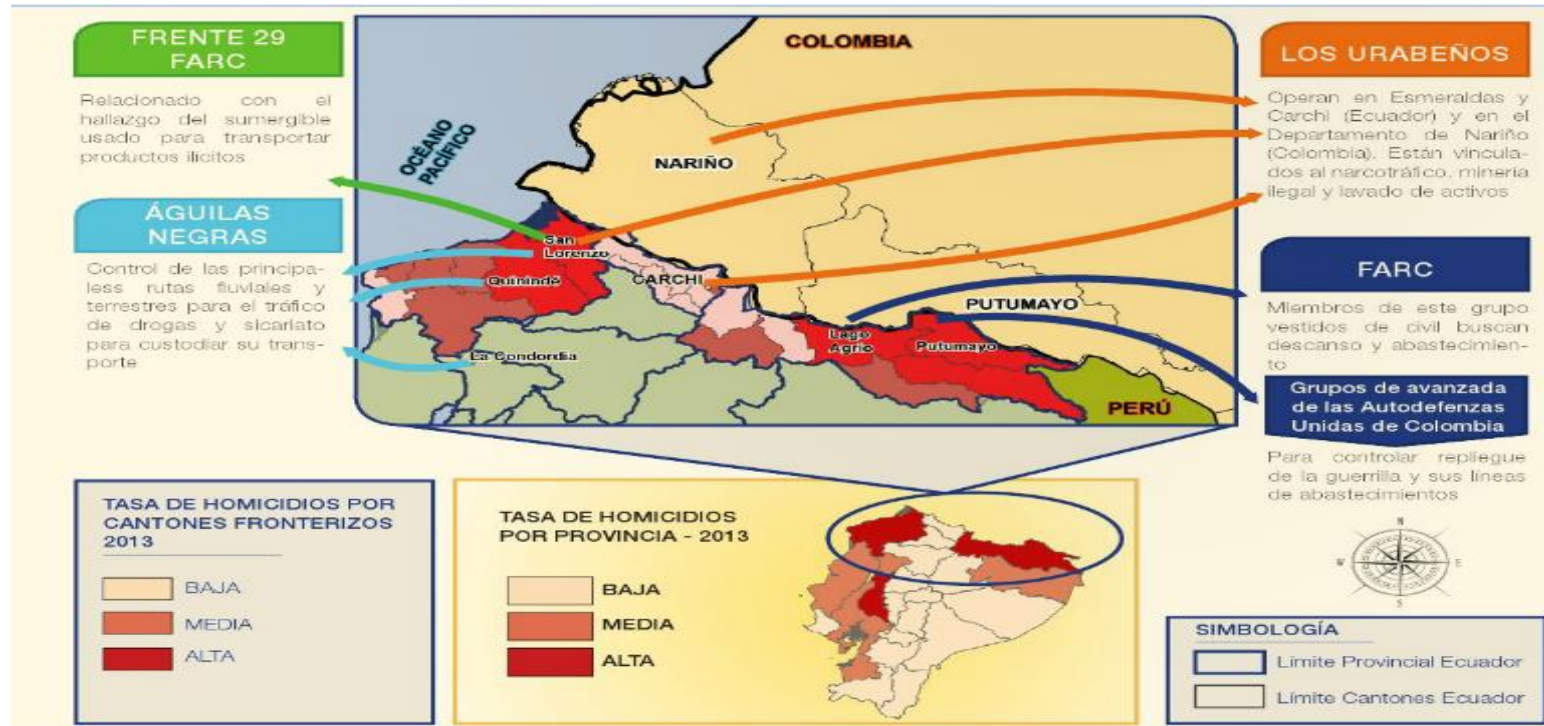 FRENTE 29
FARC
Relacionado con el
hallazgo del sumergible
usado para transportar
productos ilícitos
ÁGUILAS
NEGRAS
Control de las principa-
less rutas fluviales y
terrestres para el tráfico
de drogas y sicariato
para custodiar su trans-
porte
COLOMBIA
OCÉANO
PACÍFICO
NARIÑO
San
Lorenzo
Quinindé
CARCHI
La Condordia
PUTUMAYO
Lago
Agrio
Putumayo
PERÚ
LOS URABEÑOS
Operan en Esmeraldas y
Carchi (Ecuador) y en el
Departamento de Nariño
(Colombia). Están vincula-
dos al narcotráfico, minería
ilegal y lavado de activos
FARC
Miembros de este grupo
vestidos de civil buscan
descanso y abastecimien-
to
Grupos de avanzada
de las Autodefenzas
Unidas de Colombia
Para controlar repliegue
de la guerrilla y sus líneas
de abastecimientos
TASA DE HOMICIDIOS POR
CANTONES FRONTERIZOS
2013
BAJA
MEDIA
ALTA
TASA DE HOMICIDIOS
POR PROVINCIA - 2013
BAJA
MEDIA
ALTA
N
W
E
S
SIMBOLOGÍA
Límite Provincial Ecuador
Límite Cantones Ecuador